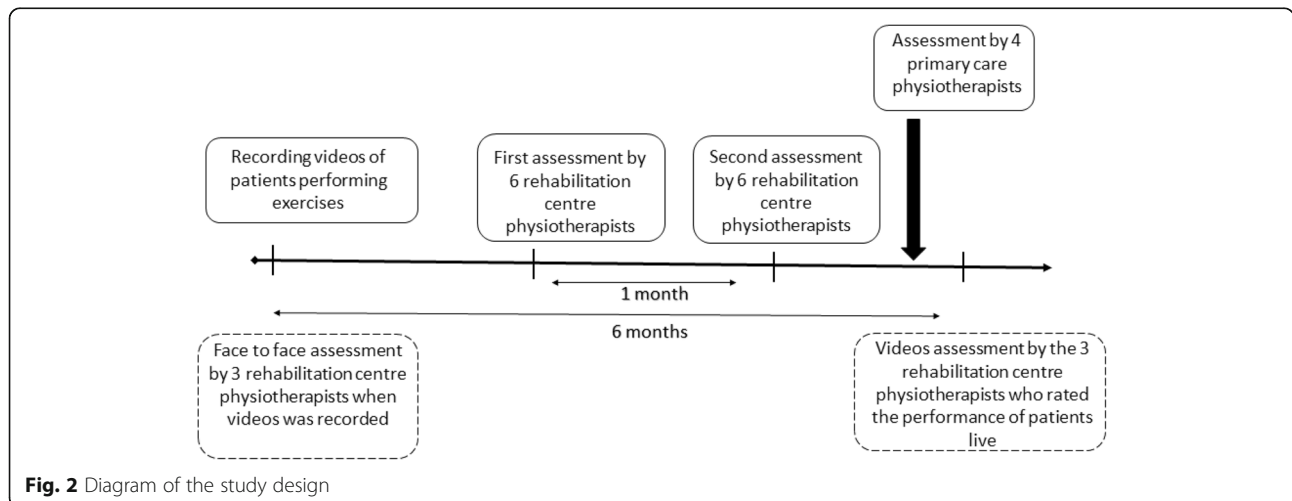 Assessment by 4
primary care
physiotherapists
Recording videos of
patients performing
exercises
First assessment by
6 rehabilitation
centre
physiotherapists
Second assessment
by 6 rehabilitation
centre
physiotherapists
1 month
6 months
Face to face assessment
by 3 rehabilitation centre
physiotherapists when
videos was recorded
Videos assessment by the 3
rehabilitation centre
physiotherapists who rated
the performance of patients
live
Fig. 2 Diagram of the study design